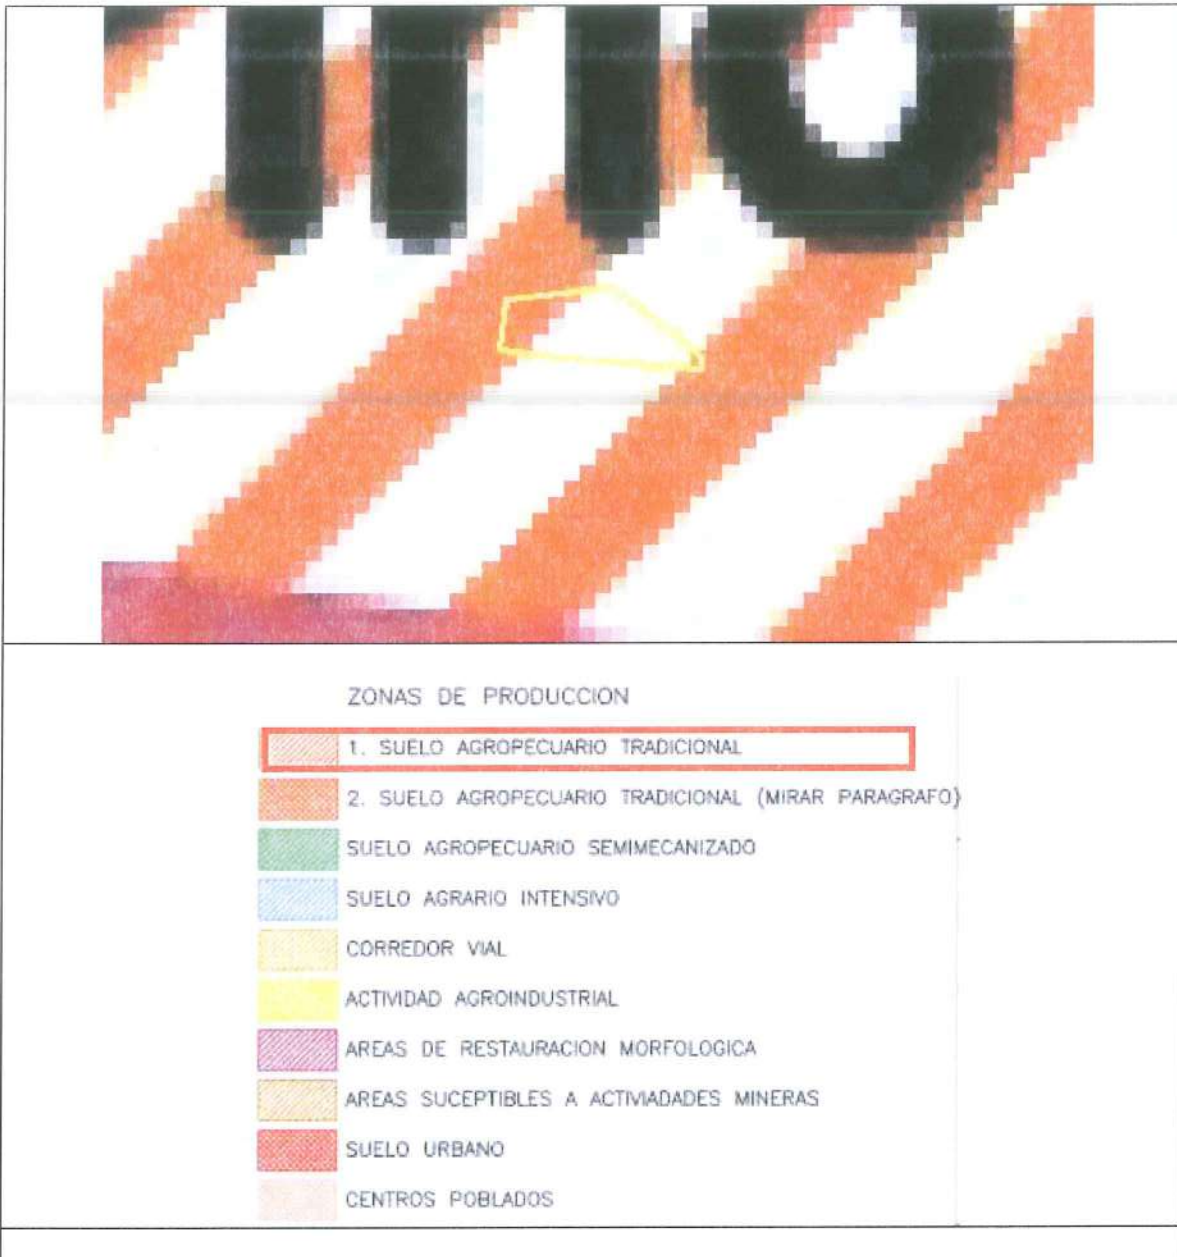 ZONAS DE PRODUCCION
1. SUELO AGROPECUARIO TRADICIONAL
2. SUELO AGROPECUARIO TRADICIONAL (MIRAR PARAGRAFO)
SUELO AGROPECUARIO SEMIMECANIZADO
SUELO AGRARIO INTENSIVO
CORREDOR VIAL
ACTIVIDAD AGROINDUSTRIAL
AREAS DE RESTAURACION MORFOLOGICA
AREAS SUCEPTIBLES A ACTIVIADADES MINERAS
SUELO URBANO
CENTROS POBLADOS